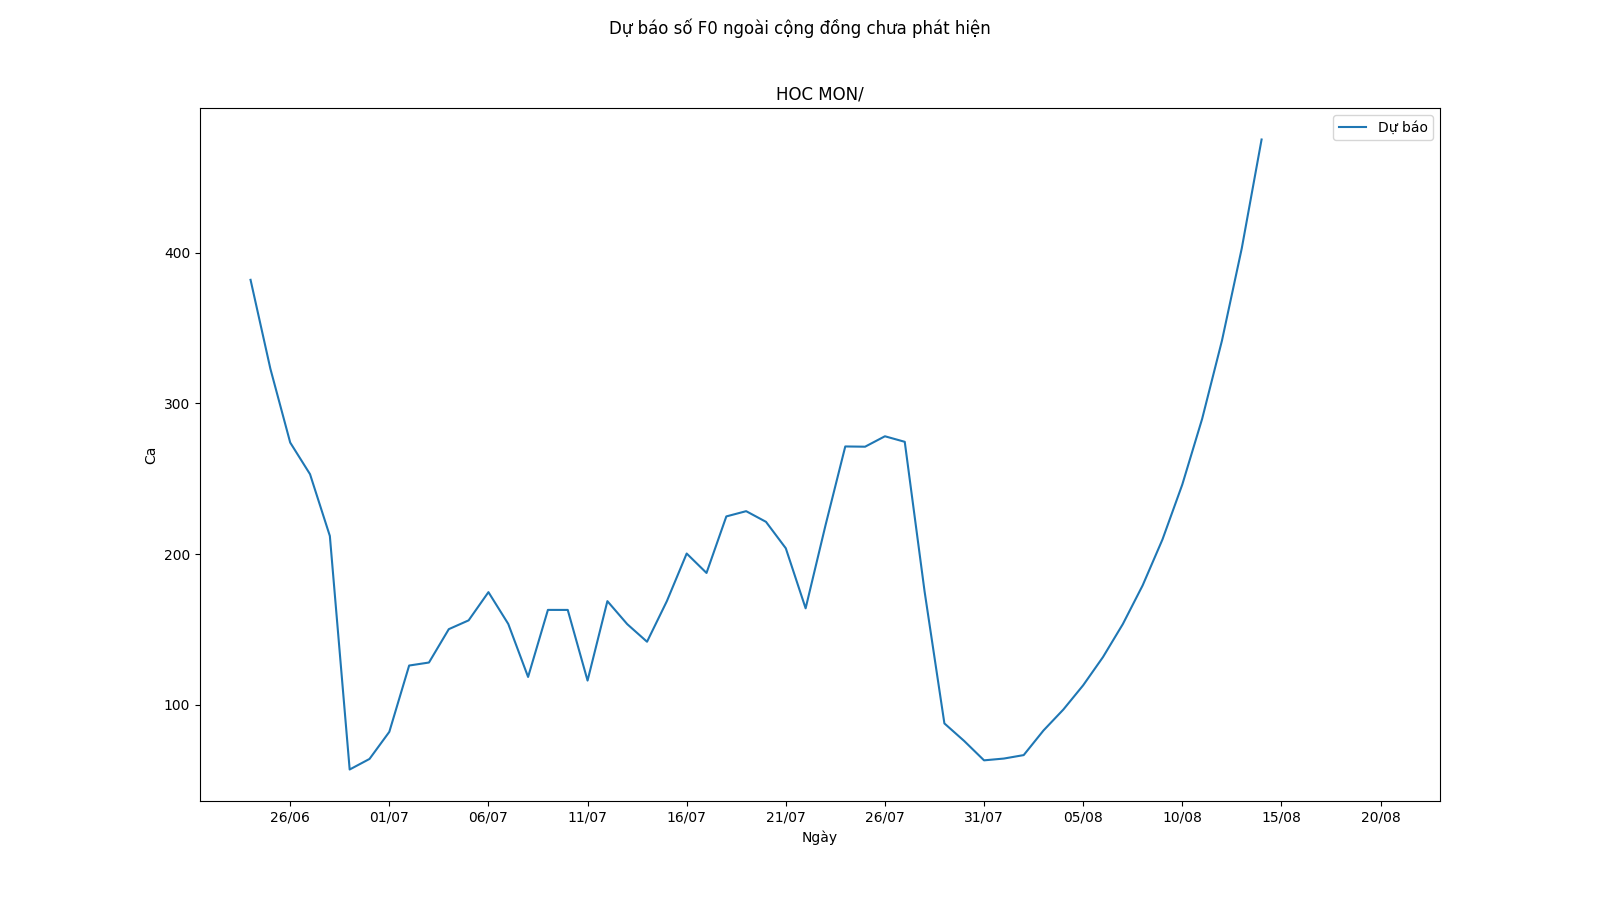 Dự báo số F0 ngoài cộng đồng chưa phát hiện
HOC MON/
Dự báo
400
300
200
100
Ca
26/06 01/07 06/07 11/07 16/07 21/07 26/07 31/07 05/08 10/08 15/08 20/08
Ngày